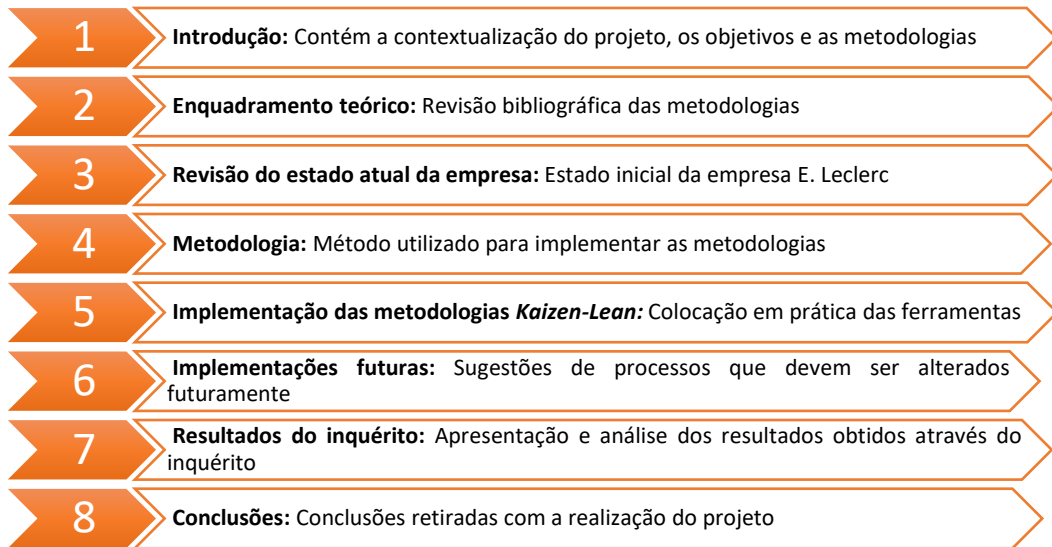 1
Introdução: Contém a contextualização do projeto, os objetivos e as metodologias
2
Enquadramento teórico: Revisão bibliográfica das metodologias
3
Revisão do estado atual da empresa: Estado inicial da empresa E. Leclerc
4
Metodologia: Método utilizado para implementar as metodologias
5
Implementação das metodologias Kaizen-Lean: Colocação em prática das ferramentas
6
Implementações futuras: Sugestões de processos que devem ser alterados
futuramente
7
Resultados do inquérito: Apresentação e análise dos resultados obtidos através do
inquérito
8
Conclusões: Conclusões retiradas com a realização do projeto